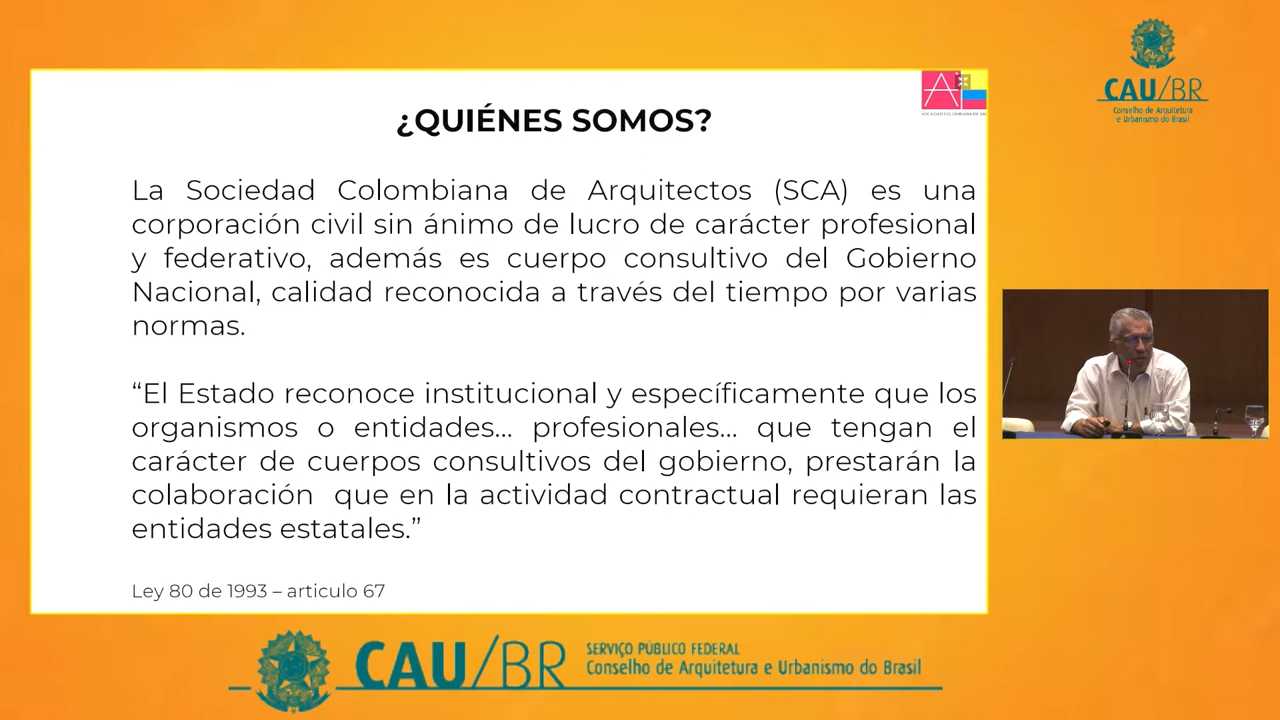 ¿QUIÉNES SOMOS?
La Sociedad Colombiana de Arquitectos (SCA) es una
corporación civil sin ánimo de lucro de carácter profesional
y federativo, además es cuerpo consultivo del Gobierno
Nacional, calidad reconocida a través del tiempo por varias
normas.
“El Estado reconoce institucional y específicamente que los
organismos o entidades... profesionales... que tengan el
carácter de cuerpos consultivos del gobierno, prestarán la
colaboración que en la actividad contractual requieran las
entidades estatales.”
Ley 80 de 1993 – articulo 67
SOCIEDAD COLOMBIANA DE AR
CAU/BR
Conselho de Arquitetura
e Urbanismo do Brasil
CAU/BR
SERVIÇO PÚBLICO FEDERAL
Conselho de Arquitetura e Urbanismo do Brasil